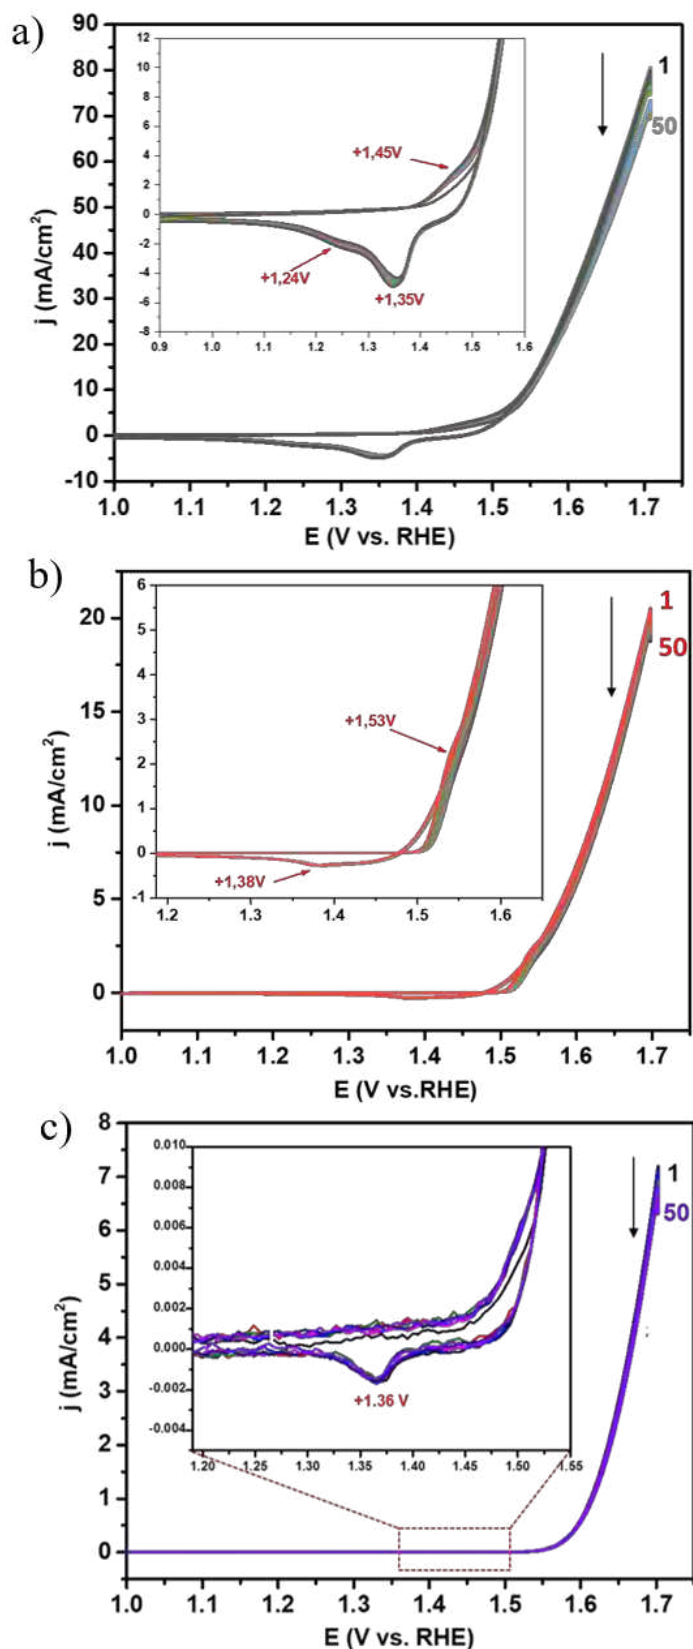 a)
90
80
70
60
50
40
30
20
10
0
-10
j (mA/cm²)
12
10
8
6
4
2
0
-2
-4
-6
-8
+1,45V
+1,24V
+1,35V
0.9 1.0 1.1 1.2 1.3 1.4 1.5 1.6
1
50
1.0 1.1 1.2 1.3 1.4 1.5 1.6 1.7
E (V vs. RHE)
b)
20
15
10
5
0
j (mA/cm²)
6
5
4
3
2
1
0
-1
+1,53V
+1,38V
1.2 1.3 1.4 1.5 1.6
1
50
1.0 1.1 1.2 1.3 1.4 1.5 1.6 1.7
E (V vs.RHE)
c)
8
7
6
5
4
3
2
1
0
j (mA/cm²)
0.010
0.008
0.006
0.004
0.002
0.000
-0.002
-0.004
+1.36 V
1.20 1.25 1.30 1.35 1.40 1.45 1.50 1.55
1
50
1.0 1.1 1.2 1.3 1.4 1.5 1.6 1.7
E (V vs. RHE)